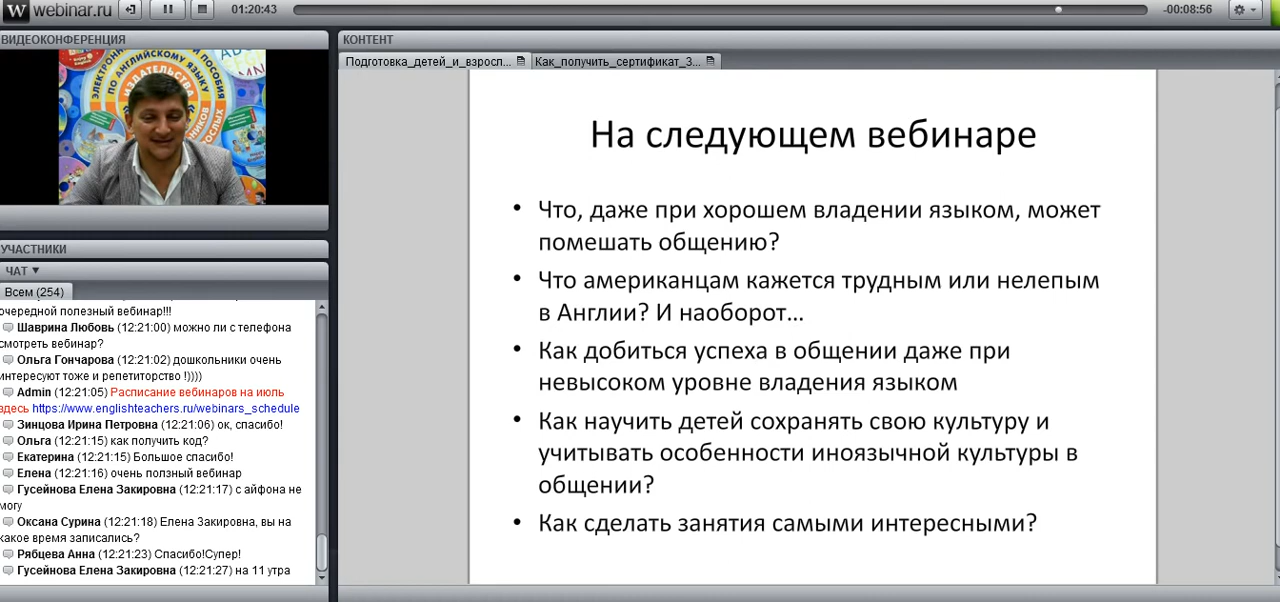 W webinar.ru 01:20:43 -00:08:56
ВИДЕОКОНФЕРЕНЦИЯ
ЭЛЕКТРОННЫЕ ПОСОБИЯ
ПО АНГЛИЙСКОМУ ЯЗЫКУ
ИЗДАТЕЛЬСТВА
УЧАСТНИКИ
ЧАТ ▼
Всем (254)
очередной полезный вебинар!!!
Шаврина Любовь (12:21:00) можно ли с телефона
смотреть вебинар?
Ольга Гончарова (12:21:02) дошкольники очень
интересуют тоже и репетиторство !))))
Admin (12:21:05) Расписание вебинаров на июль
здесь https://www.englishteachers.ru/webinars_schedule
Зинцова Ирина Петровна (12:21:06) ок, спасибо!
Ольга (12:21:15) как получить код?
Екатерина (12:21:15) Большое спасибо!
Елена (12:21:16) очень ползный вебинар
Гусейнова Елена Закировна (12:21:17) с айфона не
могу
Оксана Сурина (12:21:18) Елена Закировна, вы на
какое время записались?
Рябцева Анна (12:21:23) Спасибо!Супер!
Гусейнова Елена Закировна (12:21:27) на 11 утра
КОНТЕНТ
Подготовка_детей_и_взросл... Как_получить_сертификат_3...
На следующем вебинаре
• Что, даже при хорошем владении языком, может
помешать общению?
• Что американцам кажется трудным или нелепым
в Англии? И наоборот...
• Как добиться успеха в общении даже при
невысоком уровне владения языком
• Как научить детей сохранять свою культуру и
учитывать особенности иноязычной культуры в
общении?
• Как сделать занятия самыми интересными?